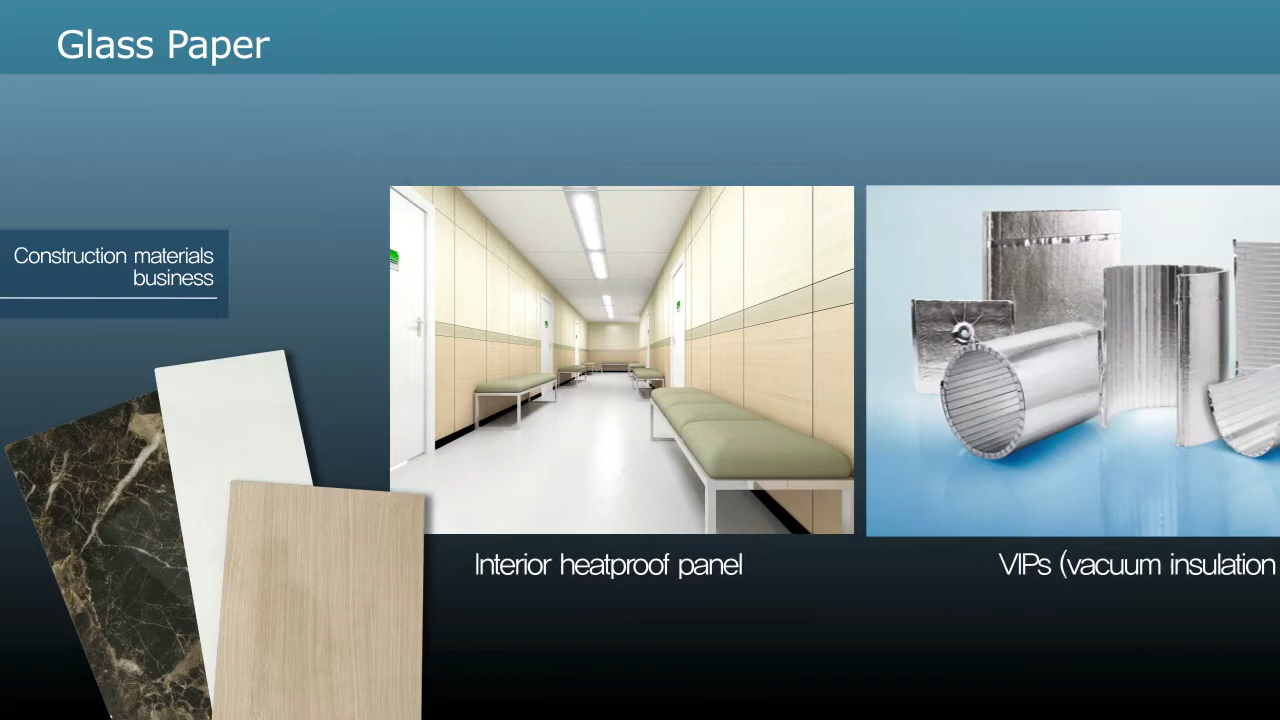 Glass Paper
Construction materials
business
Interior heatproof panel
VIPs (vacuum insulation